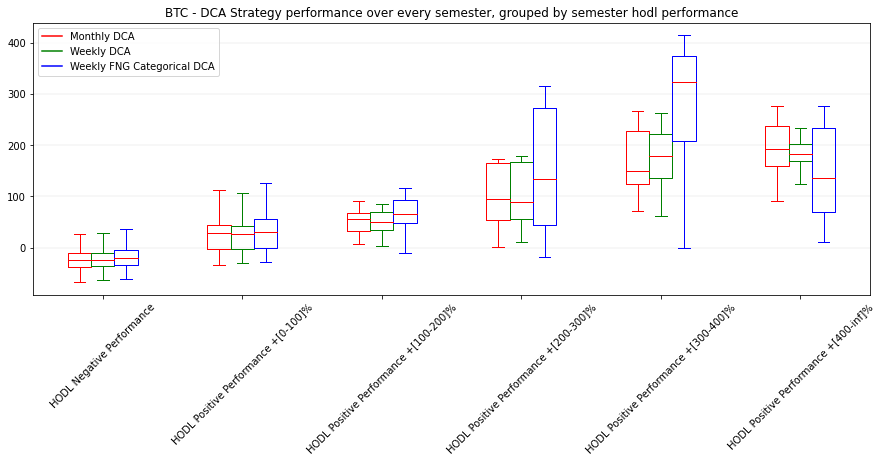 BTC - DCA Strategy performance over every semester, grouped by semester hodl performance
Monthly DCA
Weekly DCA
Weekly FNG Categorical DCA
400
300
200
100
0
HODL Negative Performance
HODL Positive Performance +[0-100]%
HODL Positive Performance +[100-200]%
HODL Positive Performance +[200-300]%
HODL Positive Performance +[300-400]%
HODL Positive Performance +[400-inf]%